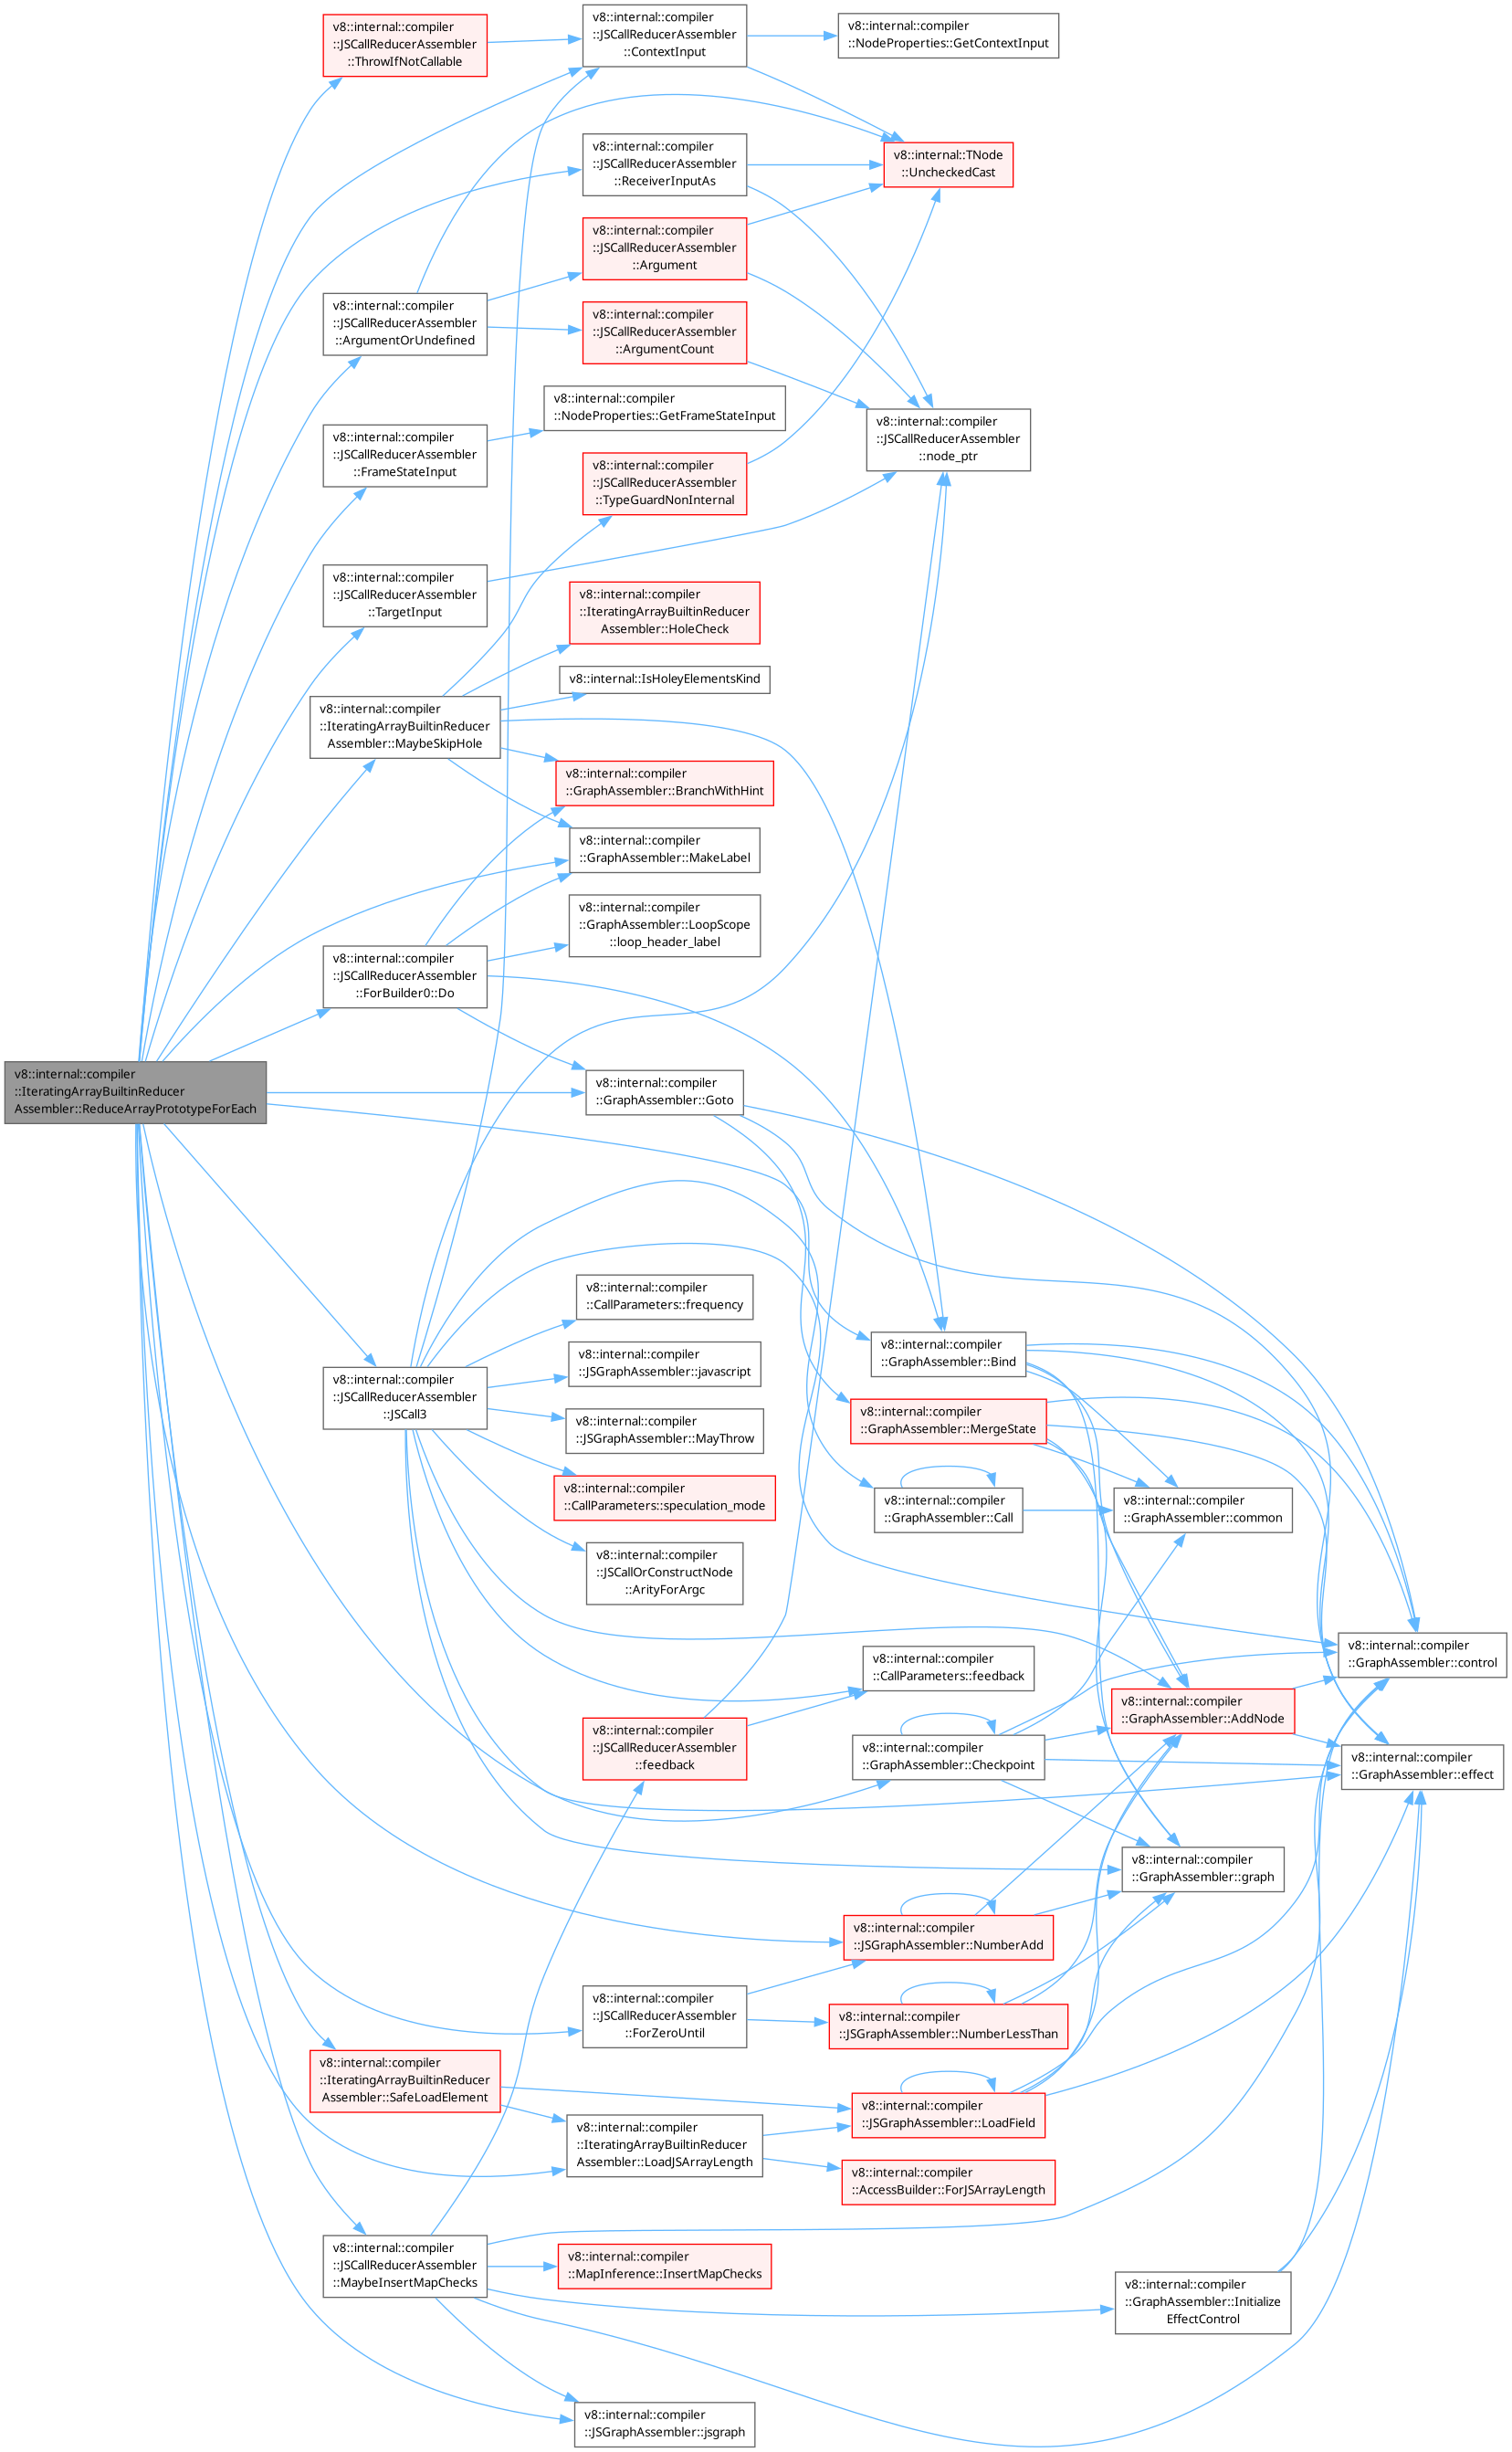 v8::internal::compiler
::JSCallReducerAssembler
::ThrowIfNotCallable
v8::internal::compiler
::JSCallReducerAssembler
::ContextInput
v8::internal::compiler
::NodeProperties::GetContextInput
v8::internal::compiler
::JSCallReducerAssembler
::ReceiverInputAs
v8::internal::TNode
::UncheckedCast
v8::internal::compiler
::JSCallReducerAssembler
::Argument
v8::internal::compiler
::JSCallReducerAssembler
::ArgumentOrUndefined
v8::internal::compiler
::JSCallReducerAssembler
::ArgumentCount
v8::internal::compiler
::NodeProperties::GetFrameStateInput
v8::internal::compiler
::JSCallReducerAssembler
::node_ptr
v8::internal::compiler
::JSCallReducerAssembler
::FrameStateInput
v8::internal::compiler
::JSCallReducerAssembler
::TypeGuardNonInternal
v8::internal::compiler
::JSCallReducerAssembler
::TargetInput
v8::internal::compiler
::IteratingArrayBuiltinReducer
Assembler::HoleCheck
v8::internal::IsHoleyElementsKind
v8::internal::compiler
::IteratingArrayBuiltinReducer
Assembler::MaybeSkipHole
v8::internal::compiler
::GraphAssembler::BranchWithHint
v8::internal::compiler
::GraphAssembler::MakeLabel
v8::internal::compiler
::GraphAssembler::LoopScope
::loop_header_label
v8::internal::compiler
::JSCallReducerAssembler
::ForBuilder0::Do
v8::internal::compiler
::IteratingArrayBuiltinReducer
Assembler::ReduceArrayPrototypeForEach
v8::internal::compiler
::GraphAssembler::Goto
v8::internal::compiler
::CallParameters::frequency
v8::internal::compiler
::JSGraphAssembler::javascript
v8::internal::compiler
::GraphAssembler::Bind
v8::internal::compiler
::JSCallReducerAssembler
::JSCall3
v8::internal::compiler
::JSGraphAssembler::MayThrow
v8::internal::compiler
::GraphAssembler::MergeState
v8::internal::compiler
::CallParameters::speculation_mode
v8::internal::compiler
::GraphAssembler::Call
v8::internal::compiler
::GraphAssembler::common
v8::internal::compiler
::JSCallOrConstructNode
::ArityForArgc
v8::internal::compiler
::CallParameters::feedback
v8::internal::compiler
::GraphAssembler::control
v8::internal::compiler
::JSCallReducerAssembler
::feedback
v8::internal::compiler
::GraphAssembler::AddNode
v8::internal::compiler
::GraphAssembler::Checkpoint
v8::internal::compiler
::GraphAssembler::effect
v8::internal::compiler
::GraphAssembler::graph
v8::internal::compiler
::JSGraphAssembler::NumberAdd
v8::internal::compiler
::JSCallReducerAssembler
::ForZeroUntil
v8::internal::compiler
::JSGraphAssembler::NumberLessThan
v8::internal::compiler
::IteratingArrayBuiltinReducer
Assembler::SafeLoadElement
v8::internal::compiler
::JSGraphAssembler::LoadField
v8::internal::compiler
::IteratingArrayBuiltinReducer
Assembler::LoadJSArrayLength
v8::internal::compiler
::AccessBuilder::ForJSArrayLength
v8::internal::compiler
::JSCallReducerAssembler
::MaybeInsertMapChecks
v8::internal::compiler
::MapInference::InsertMapChecks
v8::internal::compiler
::GraphAssembler::Initialize
EffectControl
v8::internal::compiler
::JSGraphAssembler::jsgraph